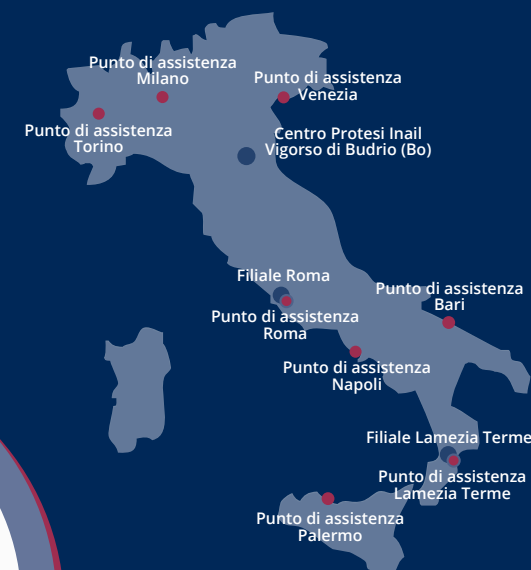 Punto di assistenza
Milano
Punto di assistenza
Venezia
Punto di assistenza
Torino
Centro Protesi Inail
Vigorso di Budrio (Bo)
Filiale Roma
Punto di assistenza
Roma
Punto di assistenza
Bari
Punto di assistenza
Napoli
Filiale Lamezia Terme
Punto di assistenza
Lamezia Terme
Punto di assistenza
Palermo